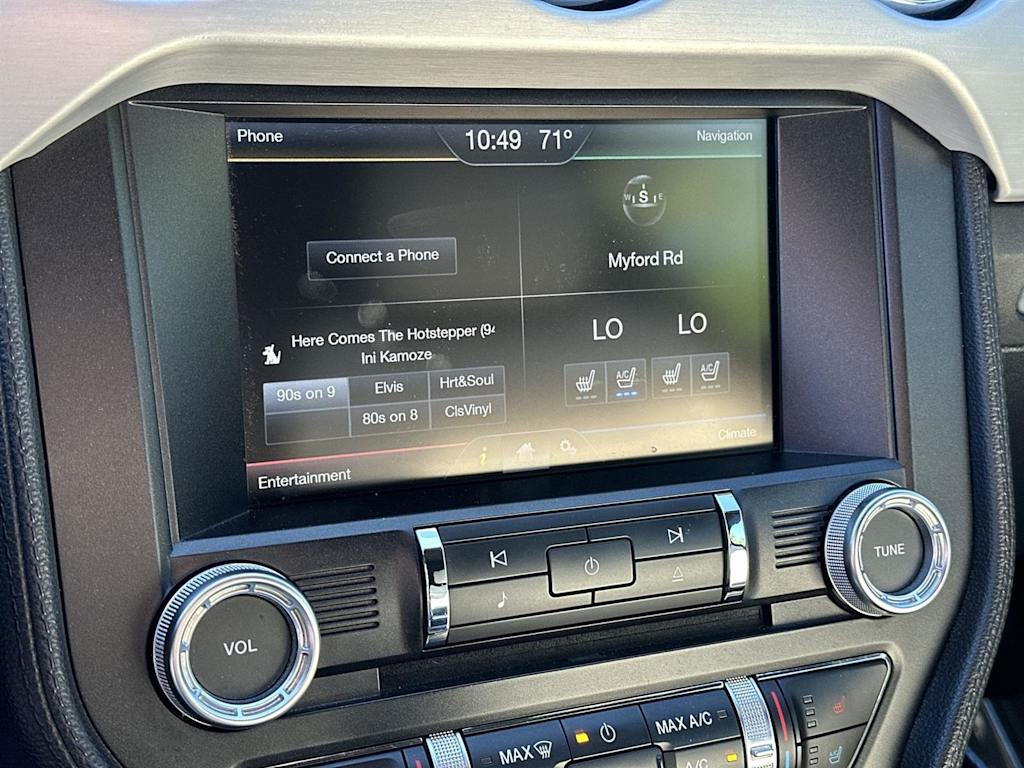 Phone
10:49 71°
Navigation
W S E
Connect a Phone
Myford Rd
Here Comes The Hotstepper (94
Ini Kamoze
LO LO
A/C A/C
90s on 9 Elvis Hrt&Soul
80s on 8 ClsVinyl
i
Entertainment
Climate
VOL
TUNE
MAX
MAX A/C
A/C